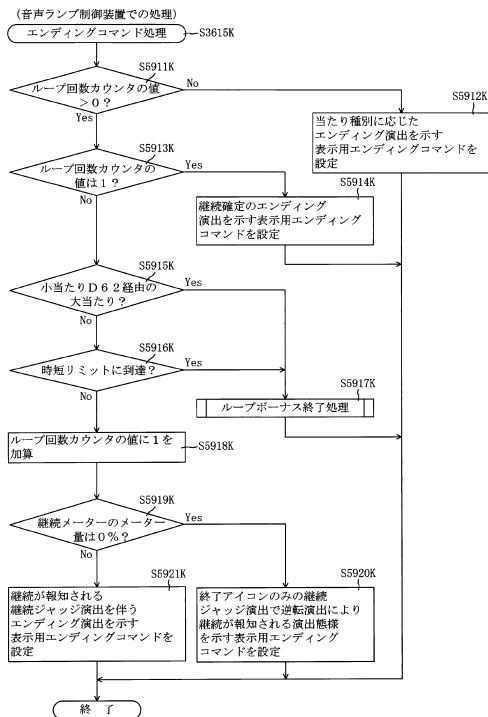 (音声ランプ制御装置での処理)
エンディングコマンド処理
S3615K
S5911K
ループ回数カウンタの値
>0?
No
Yes
S5912K
当たり種別に応じた
エンディング演出を示す
表示用エンディングコマンドを
設定
S5913K
ループ回数カウンタの
値は1?
Yes
No
S5914K
継続確定のエンディング
演出を示す表示用エンディング
コマンドを設定
S5915K
小当たりD62経由の
大当たり?
Yes
No
S5916K
時短リミットに到達?
Yes
No
S5917K
ループボーナス終了処理
ループ回数カウンタの値に1を
加算
S5918K
S5919K
継続メーターのメーター
量は0%?
Yes
No
S5921K
継続が報知される
継続ジャッジ演出を伴う
エンディング演出を示す
表示用エンディングコマンドを
設定
S5920K
終了アイコンのみの継続
ジャッジ演出で逆転演出により
継続が報知される演出態様
を示す表示用エンディング
コマンドを設定
終 了